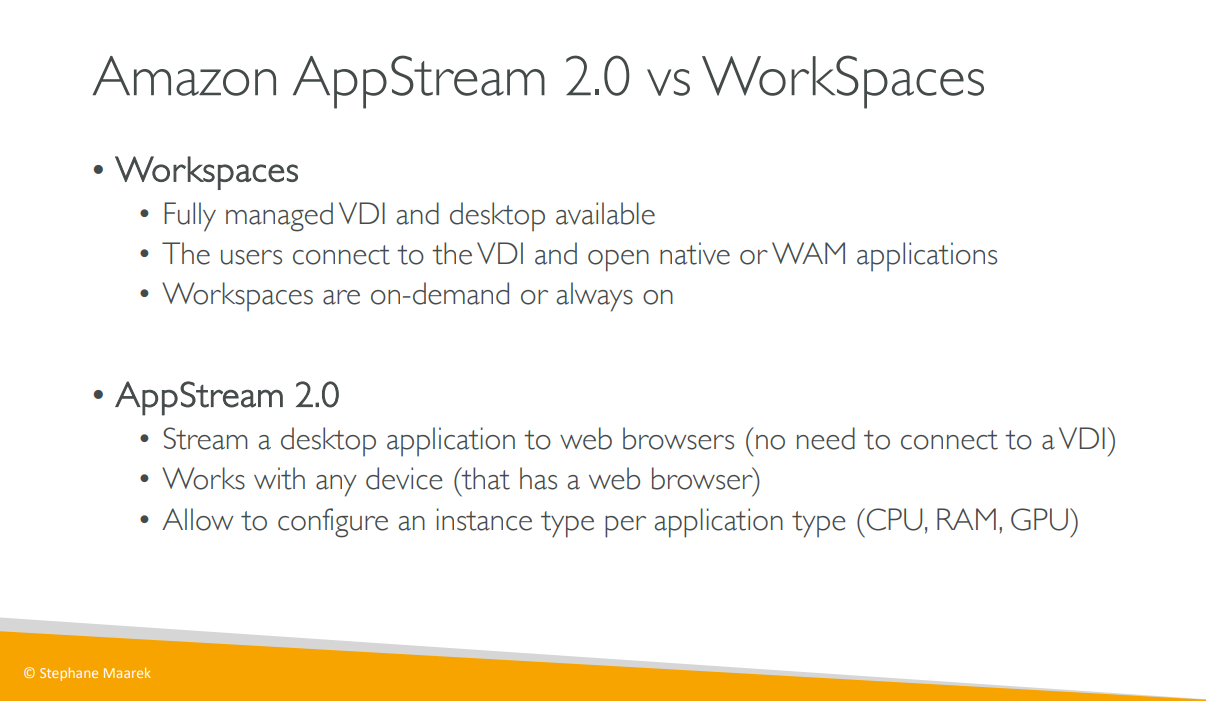 Amazon AppStream 2.0 vs WorkSpaces
• Workspaces
• Fully managed VDI and desktop available
• The users connect to the VDI and open native or WAM applications
• Workspaces are on-demand or always on
• AppStream 2.0
• Stream a desktop application to web browsers (no need to connect to a VDI)
• Works with any device (that has a web browser)
• Allow to configure an instance type per application type (CPU, RAM, GPU)
© Stephane Maarek